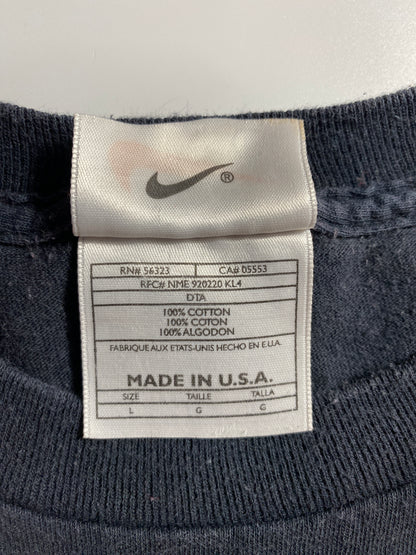 ®
RN# 56323 CA# 05553
RFC# NME 920220 KL4
DTA
100% COTTON
100% COTON
100% ALGODON
FABRIQUE AUX ETATS-UNIS HECHO EN E.U.A.
MADE IN U.S.A.
SIZE TAILLE TALLA
L G G